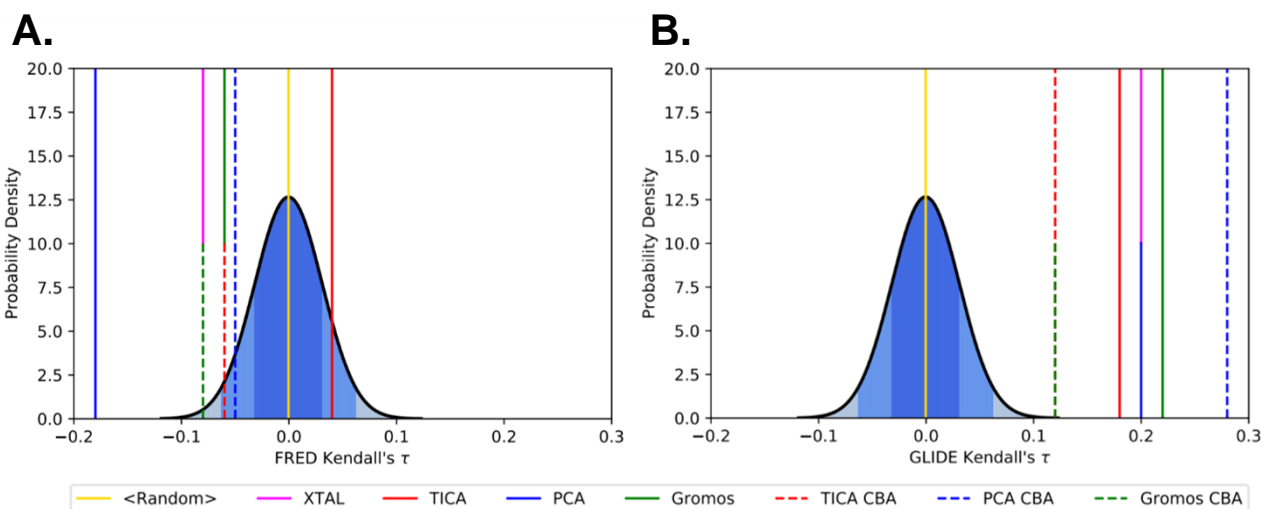 A.
20.0
17.5
15.0
12.5
10.0
7.5
5.0
2.5
0.0
Probability Density
−0.2 −0.1 0.0 0.1 0.2 0.3
FRED Kendall's τ
B.
20.0
17.5
15.0
12.5
10.0
7.5
5.0
2.5
0.0
Probability Density
−0.2 −0.1 0.0 0.1 0.2 0.3
GLIDE Kendall's τ
<Random> XTAL TICA PCA Gromos TICA CBA PCA CBA Gromos CBA